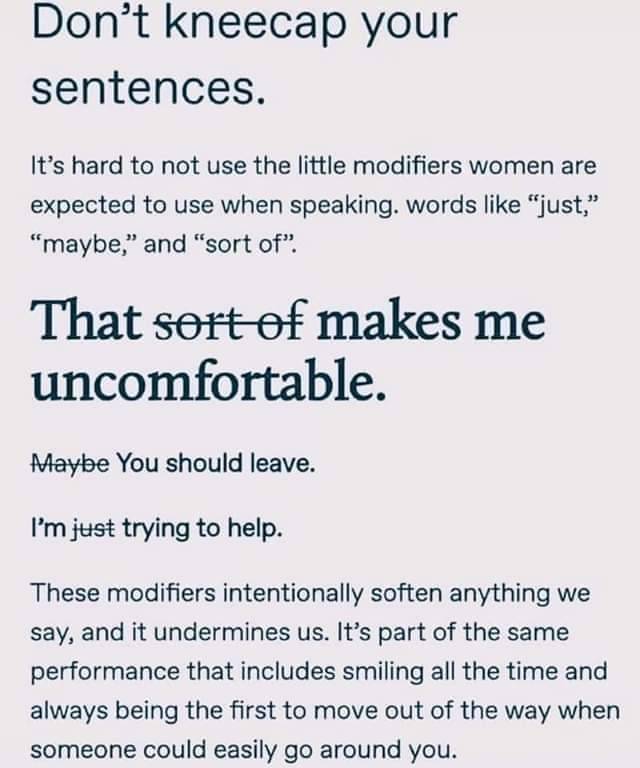 Don’t kneecap your
sentences.
It’s hard to not use the little modifiers women are
expected to use when speaking. words like “just,”
“maybe,” and “sort of”.
That sort of makes me
uncomfortable.
Maybe You should leave.
I’m just trying to help.
These modifiers intentionally soften anything we
say, and it undermines us. It’s part of the same
performance that includes smiling all the time and
always being the first to move out of the way when
someone could easily go around you.